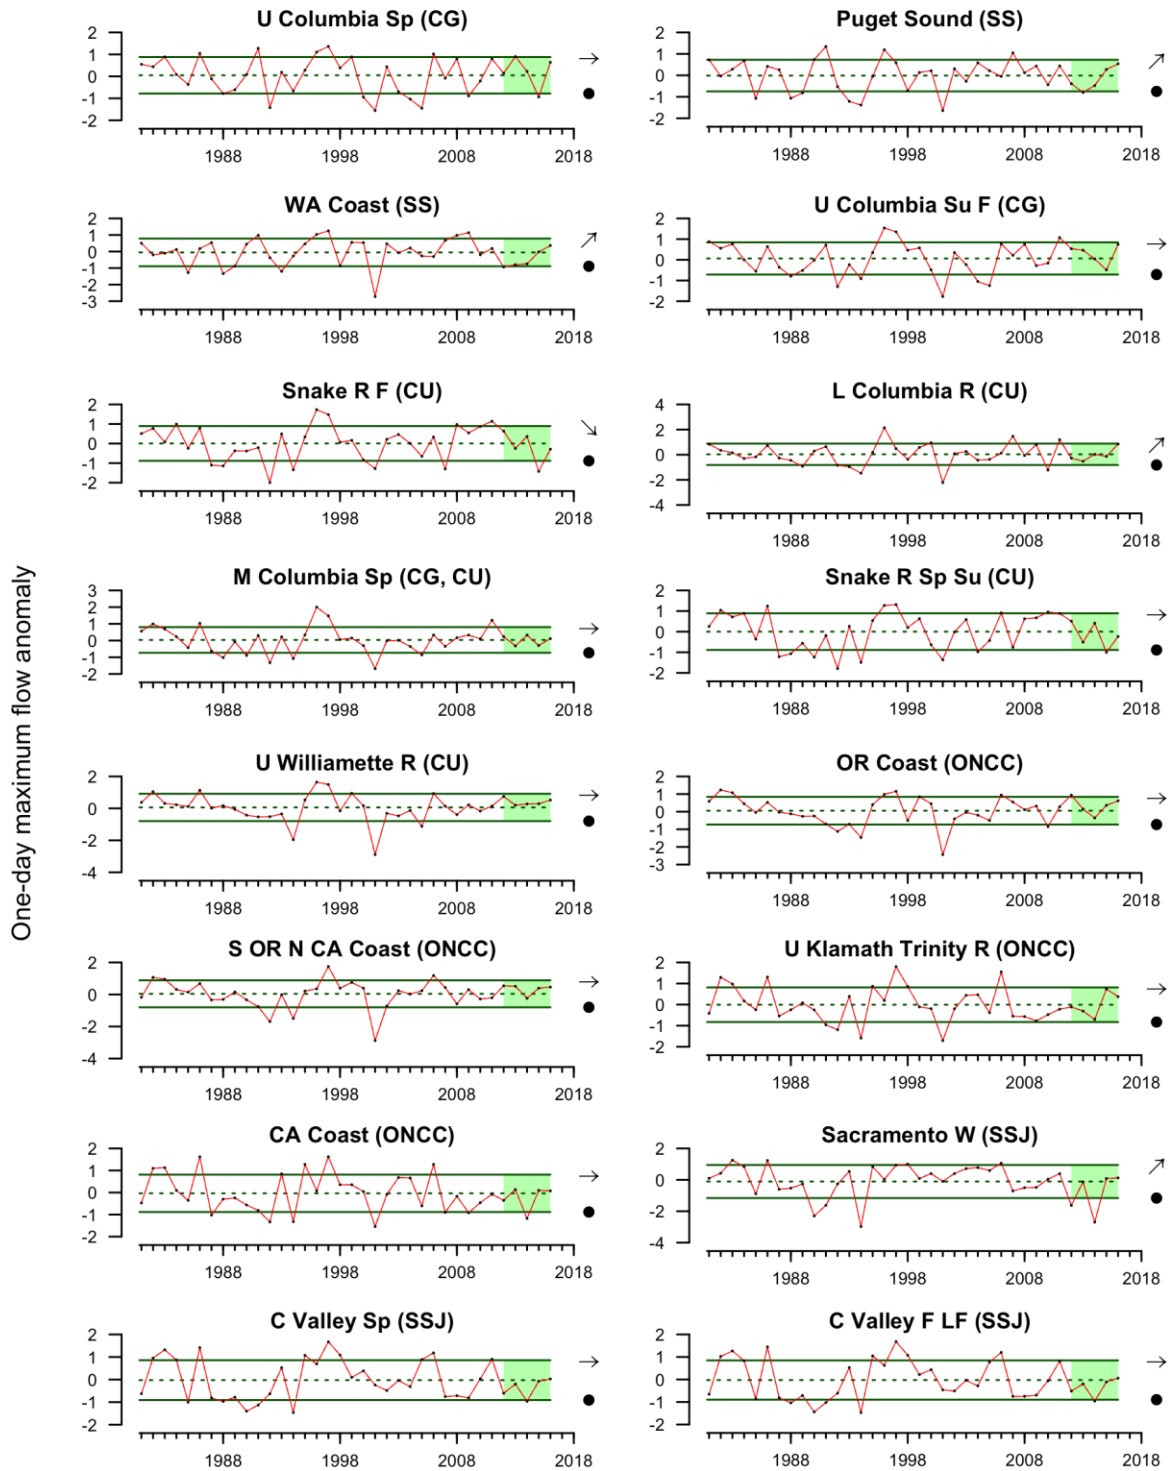 One-day maximum flow anomaly
U Columbia Sp (CG)
2
1
0
-1
-2
1988 1998 2008 2018
Puget Sound (SS)
2
1
0
-1
-2
1988 1998 2008 2018
WA Coast (SS)
2
1
0
-1
-2
-3
1988 1998 2008 2018
U Columbia Su F (CG)
2
1
0
-1
-2
1988 1998 2008 2018
Snake R F (CU)
2
1
0
-1
-2
1988 1998 2008 2018
L Columbia R (CU)
4
2
0
-2
-4
1988 1998 2008 2018
M Columbia Sp (CG, CU)
3
2
1
0
-1
-2
1988 1998 2008 2018
Snake R Sp Su (CU)
2
1
0
-1
-2
1988 1998 2008 2018
U Williamette R (CU)
2
0
-2
-4
1988 1998 2008 2018
OR Coast (ONCC)
2
1
0
-1
-2
-3
1988 1998 2008 2018
S OR N CA Coast (ONCC)
2
0
-2
-4
1988 1998 2008 2018
U Klamath Trinity R (ONCC)
2
1
0
-1
-2
1988 1998 2008 2018
CA Coast (ONCC)
2
1
0
-1
-2
1988 1998 2008 2018
Sacramento W (SSJ)
2
0
-2
-4
1988 1998 2008 2018
C Valley Sp (SSJ)
2
1
0
-1
-2
1988 1998 2008 2018
C Valley F LF (SSJ)
2
1
0
-1
-2
1988 1998 2008 2018